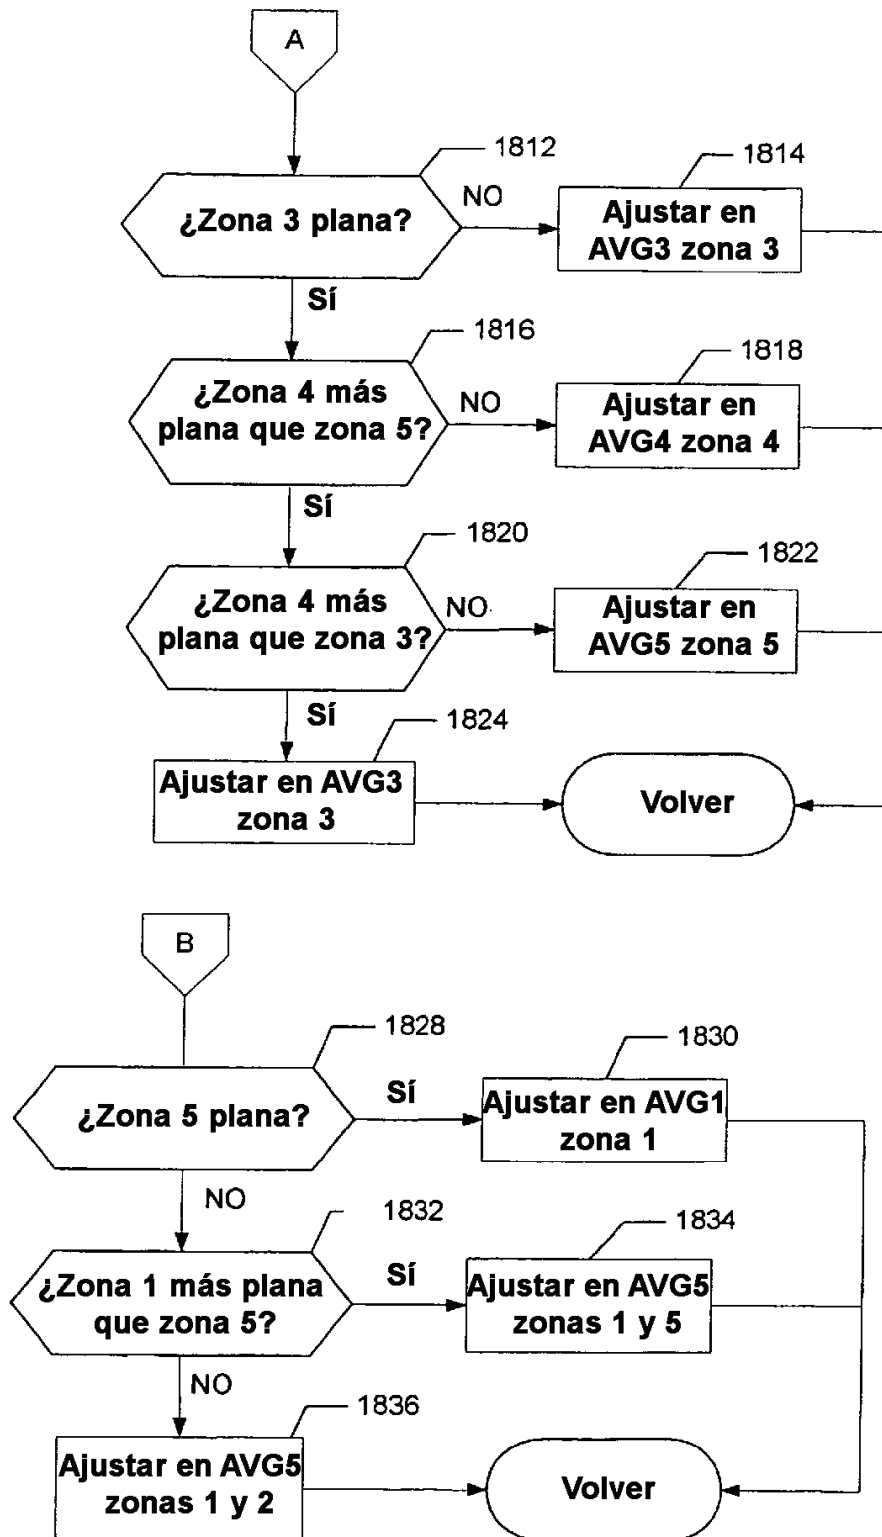 A
1812
1814
¿Zona 3 plana?
NO
Ajustar en
AVG3 zona 3
Sí
1816
1818
¿Zona 4 más
plana que zona 5?
NO
Ajustar en
AVG4 zona 4
Sí
1820
1822
¿Zona 4 más
plana que zona 3?
NO
Ajustar en
AVG5 zona 5
Sí
1824
Ajustar en AVG3
zona 3
Volver
B
1828
1830
¿Zona 5 plana?
Sí
Ajustar en AVG1
zona 1
NO
1832
1834
¿Zona 1 más plana
que zona 5?
Sí
Ajustar en AVG5
zonas 1 y 5
NO
1836
Ajustar en AVG5
zonas 1 y 2
Volver